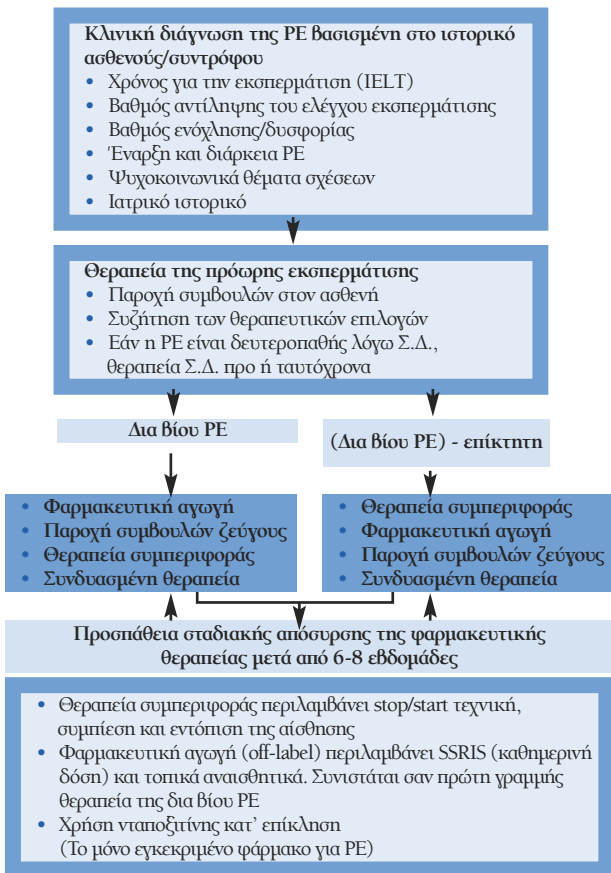 Κλινική διάγνωση της PE βασισμένη στο ιστορικό
ασθενούς/συντρόφου
• Χρόνος για την εκσπερμάτιση (IELT)
• Βαθμός αντίληψης του ελέγχου εκσπερμάτισης
• Βαθμός ενόχλησης/δυσφορίας
• Έναρξη και διάρκεια PE
• Ψυχοκοινωνικά θέματα σχέσεων
• Ιατρικό ιστορικό
Θεραπεία της πρόωρης εκσπερμάτισης
• Παροχή συμβουλών στον ασθενή
• Συζήτηση των θεραπευτικών επιλογών
• Εάν η PE είναι δευτεροπαθής λόγω Σ.Δ.,
θεραπεία Σ.Δ. προ ή ταυτόχρονα
Δια βίου PE
(Δια βίου PE) - επίκτητη
• Φαρμακευτική αγωγή
• Παροχή συμβουλών ζεύγους
• Θεραπεία συμπεριφοράς
• Συνδυασμένη θεραπεία
• Θεραπεία συμπεριφοράς
• Φαρμακευτική αγωγή
• Παροχή συμβουλών ζεύγους
• Συνδυασμένη θεραπεία
Προσπάθεια σταδιακής απόσυρσης της φαρμακευτικής
θεραπείας μετά από 6-8 εβδομάδες
• Θεραπεία συμπεριφοράς περιλαμβάνει stop/start τεχνική,
συμπίεση και εντόπιση της αίσθησης
• Φαρμακευτική αγωγή (off-label) περιλαμβάνει SSRIS (καθημερινή
δόση) και τοπικά αναισθητικά. Συνιστάται σαν πρώτη γραμμής
θεραπεία της δια βίου PE
• Χρήση νταποξιτίνης κατ’ επίκληση
(Το μόνο εγκεκριμένο φάρμακο για PE)